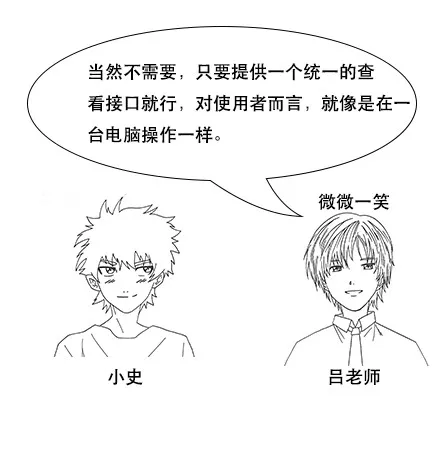 当然不需要，只要提供一个统一的查
看接口就行，对使用者而言，就像是在一
台电脑操作一样。
微微一笑
小史
吕老师